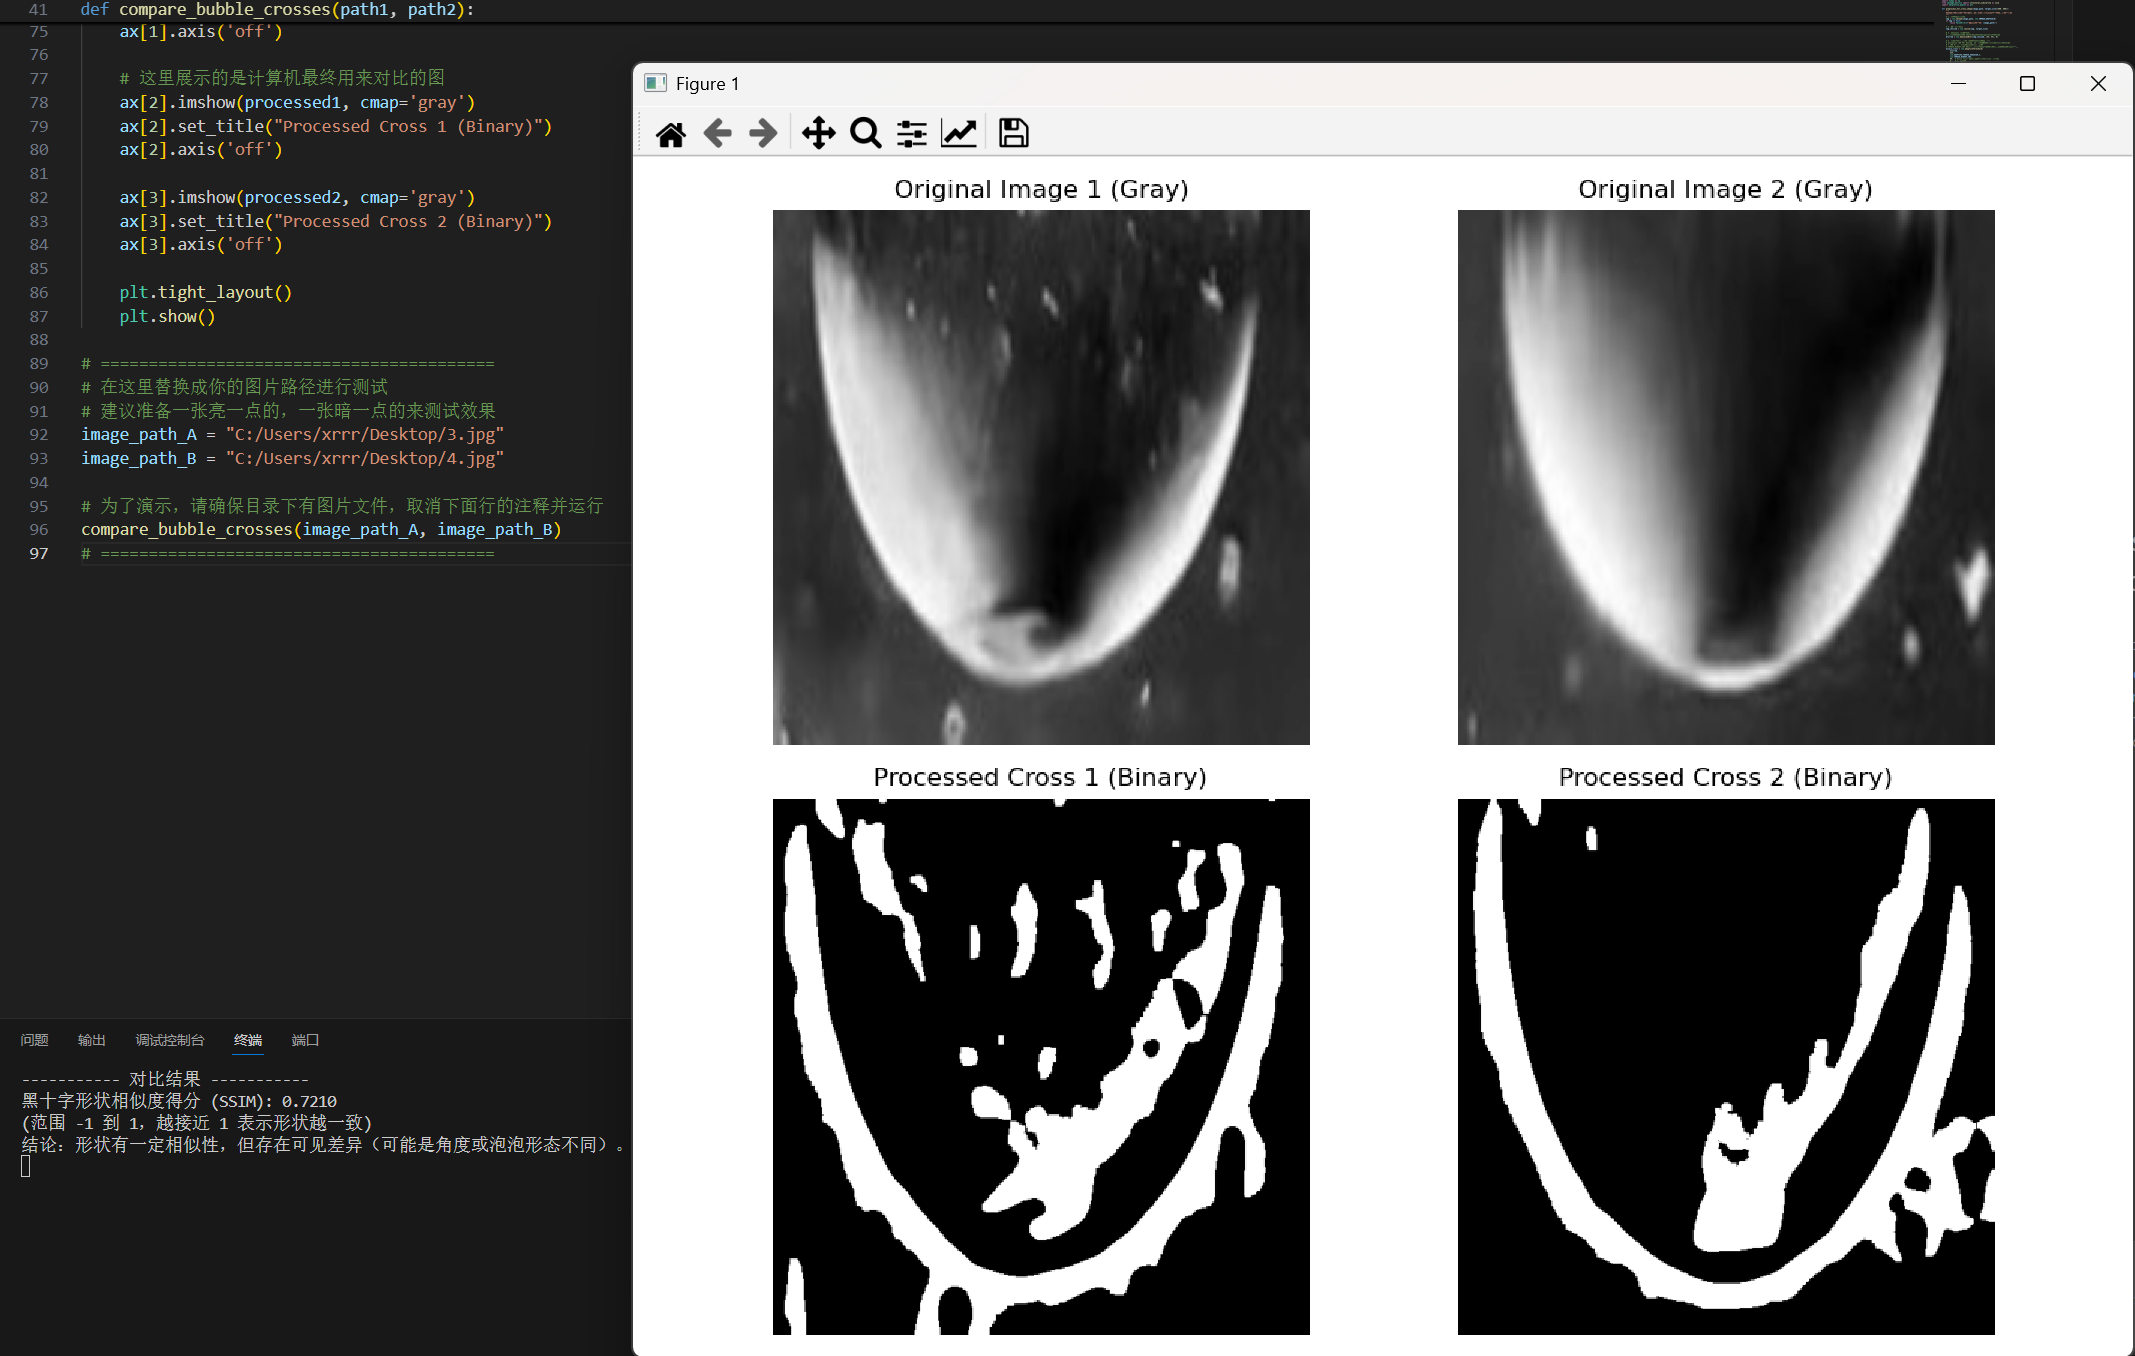 41 def compare_bubble_crosses(path1, path2):
75 ax[1].axis('off')
76
77 # 这里展示的是计算机最终用来对比的图
78 ax[2].imshow(processed1, cmap='gray')
79 ax[2].set_title("Processed Cross 1 (Binary)")
80 ax[2].axis('off')
81
82 ax[3].imshow(processed2, cmap='gray')
83 ax[3].set_title("Processed Cross 2 (Binary)")
84 ax[3].axis('off')
85
86 plt.tight_layout()
87 plt.show()
88
89 # =========================================
90 # 在这里替换成你的图片路径进行测试
91 # 建议准备一张亮一点的，一张暗一点的来测试效果
92 image_path_A = "C:/Users/xrrr/Desktop/3.jpg"
93 image_path_B = "C:/Users/xrrr/Desktop/4.jpg"
94
95 # 为了演示，请确保目录下有图片文件，取消下面行的注释并运行
96 compare_bubble_crosses(image_path_A, image_path_B)
97 # =========================================
问题 输出 调试控制台 终端 端口
----------- 对比结果 -----------
黑十字形状相似度得分 (SSIM): 0.7210
(范围 -1 到 1，越接近 1 表示形状越一致)
结论：形状有一定相似性，但存在可见差异（可能是角度或泡泡形态不同）。
Figure 1
Original Image 1 (Gray)
Original Image 2 (Gray)
Processed Cross 1 (Binary)
Processed Cross 2 (Binary)